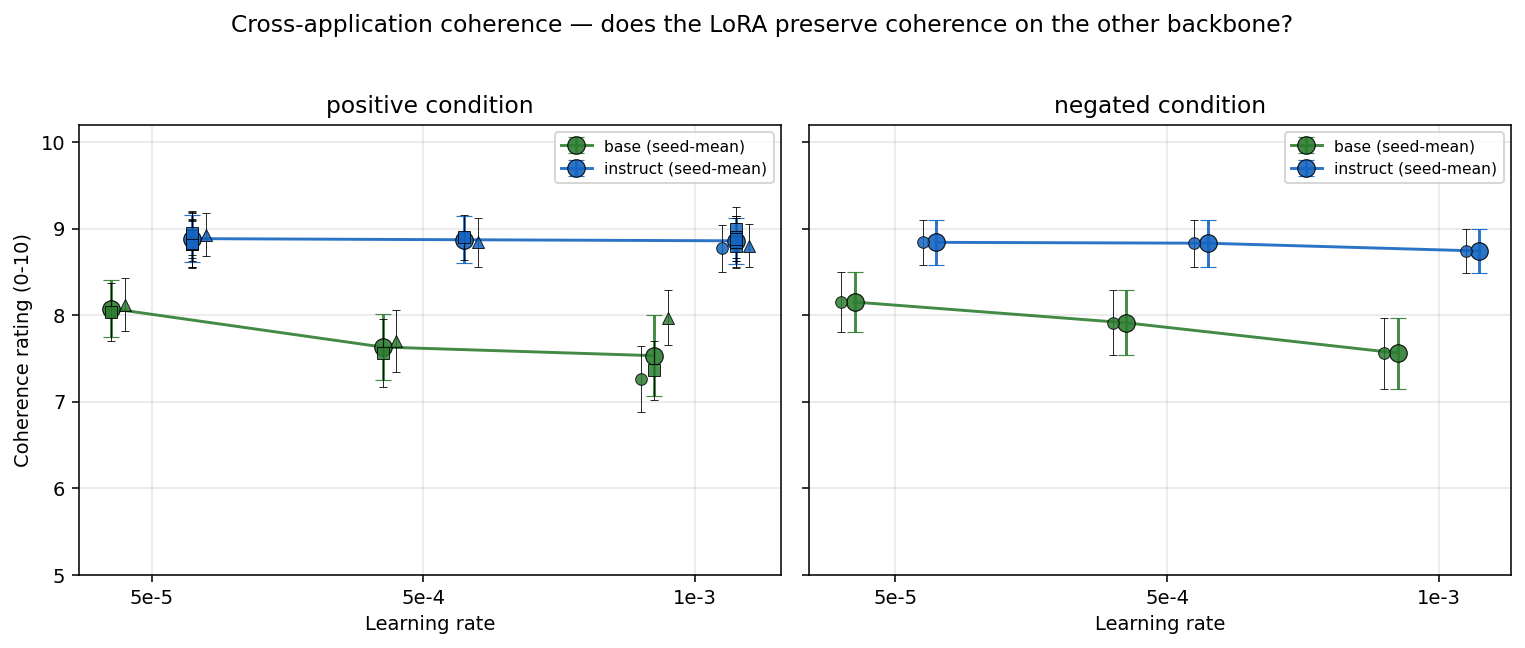 Cross-application coherence — does the LoRA preserve coherence on the other backbone?
positive condition
negated condition
base (seed-mean)
instruct (seed-mean)
base (seed-mean)
instruct (seed-mean)
Coherence rating (0-10)
10
9
8
7
6
5
5e-5
5e-4
1e-3
5e-5
5e-4
1e-3
Learning rate
Learning rate